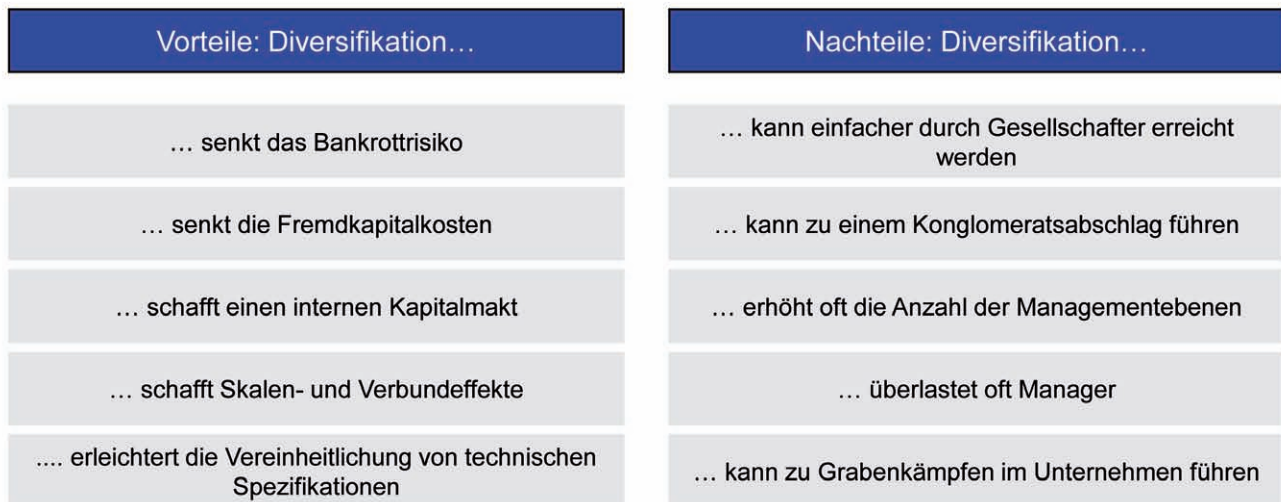 Vorteile: Diversifikation…
… senkt das Bankrottrisiko
… senkt die Fremdkapitalkosten
… schafft einen internen Kapitalmakt
… schafft Skalen- und Verbundeffekte
.... erleichtert die Vereinheitlichung von technischen
Spezifikationen
Nachteile: Diversifikation…
… kann einfacher durch Gesellschafter erreicht
werden
… kann zu einem Konglomeratsabschlag führen
… erhöht oft die Anzahl der Managementebenen
… überlastet oft Manager
… kann zu Grabenkämpfen im Unternehmen führen